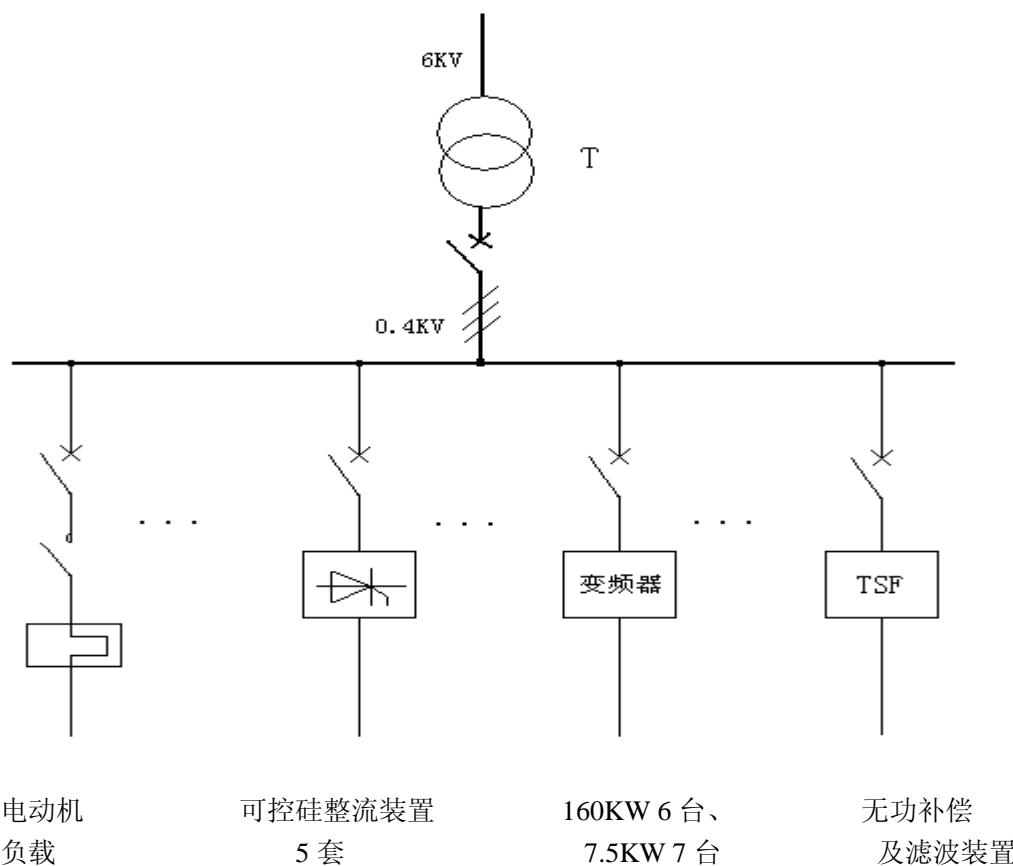 6KV
T
0.4KV
. . .
. . .
. . .
变频器
TSF
电动机 可控硅整流装置 160KW 6 台、 无功补偿
负载 5 套 7.5KW 7 台 及滤波装置